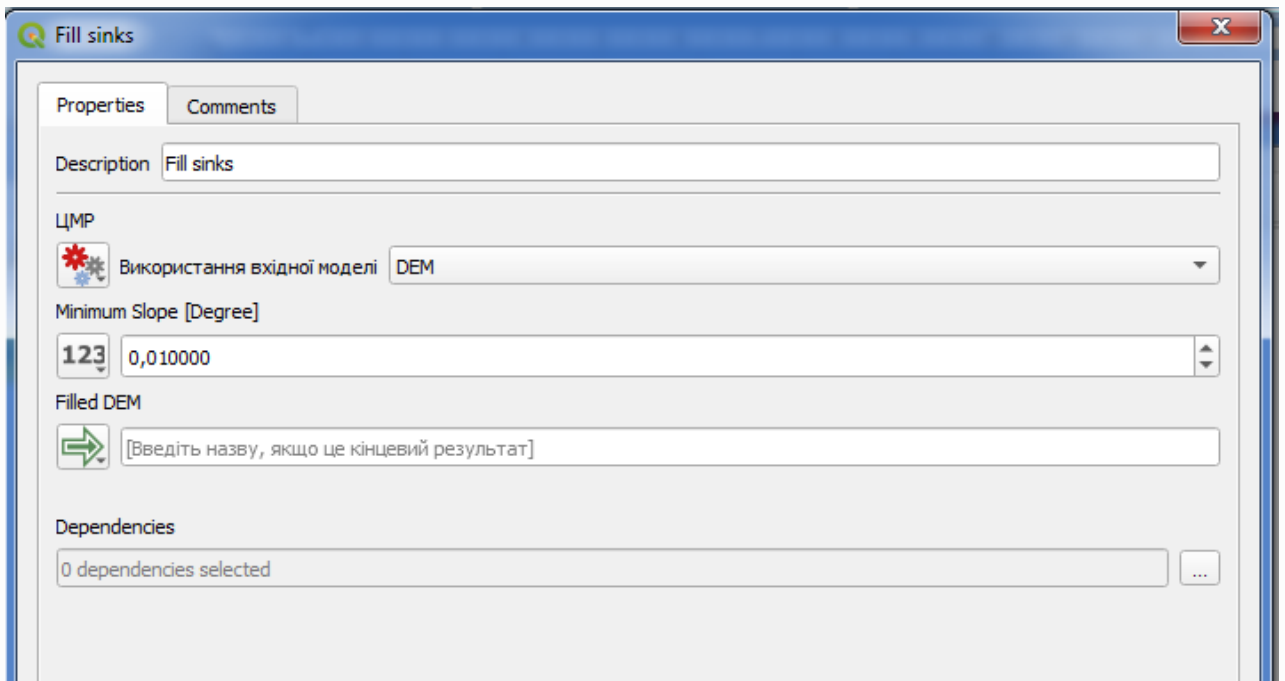 Fill sinks
X
Properties Comments
Description Fill sinks
ЦМР
Використання вхідної моделі DEM
Minimum Slope [Degree]
123 0,010000
Filled DEM
[Введіть назву, якщо це кінцевий результат]
Dependencies
0 dependencies selected ...